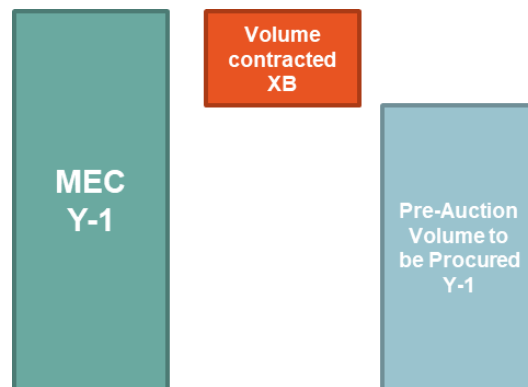 MEC
Y-1
Volume
contracted
XB
Pre-Auction
Volume to
be Procured
Y-1